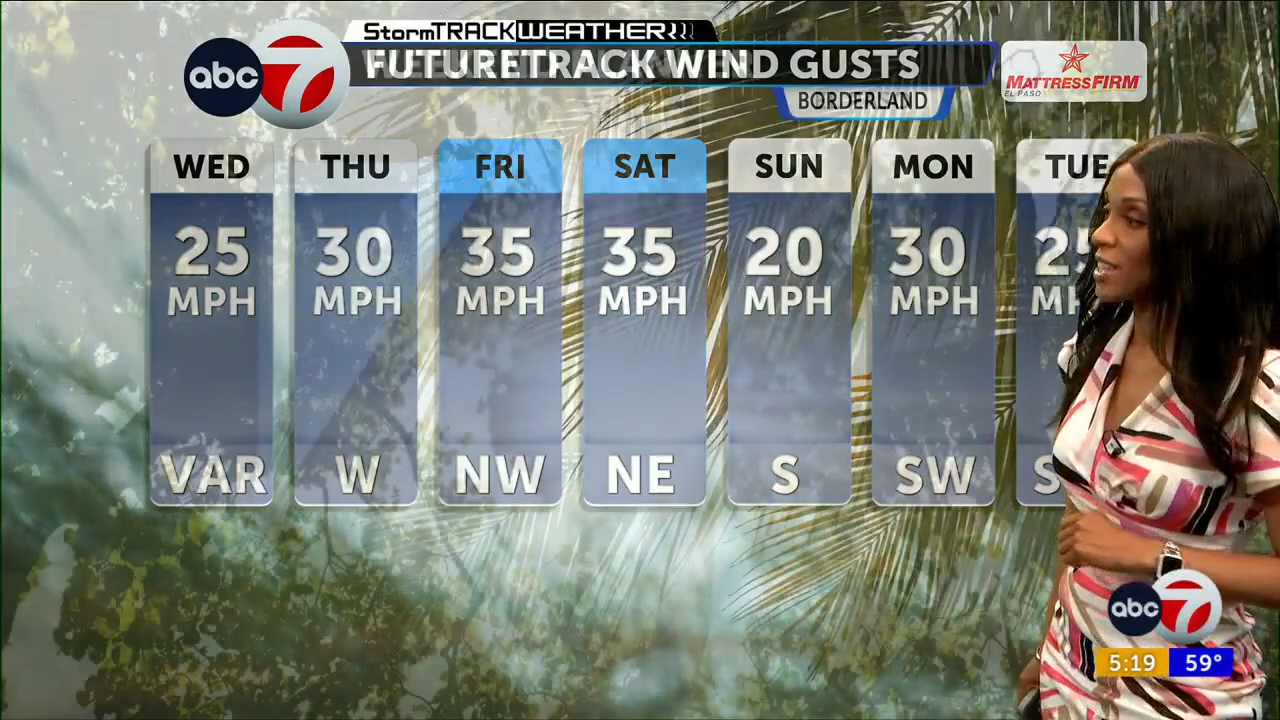 StormTRACK WEATHER
abc 7
FUTURETRACK WIND GUSTS
BORDERLAND
MATTRESSFIRM
EL PASO
WED THU FRI SAT SUN MON TUE
25 30 35 35 20 30 25
MPH MPH MPH MPH MPH MPH
VAR W NW NE S SW
abc 7
5:19 59°